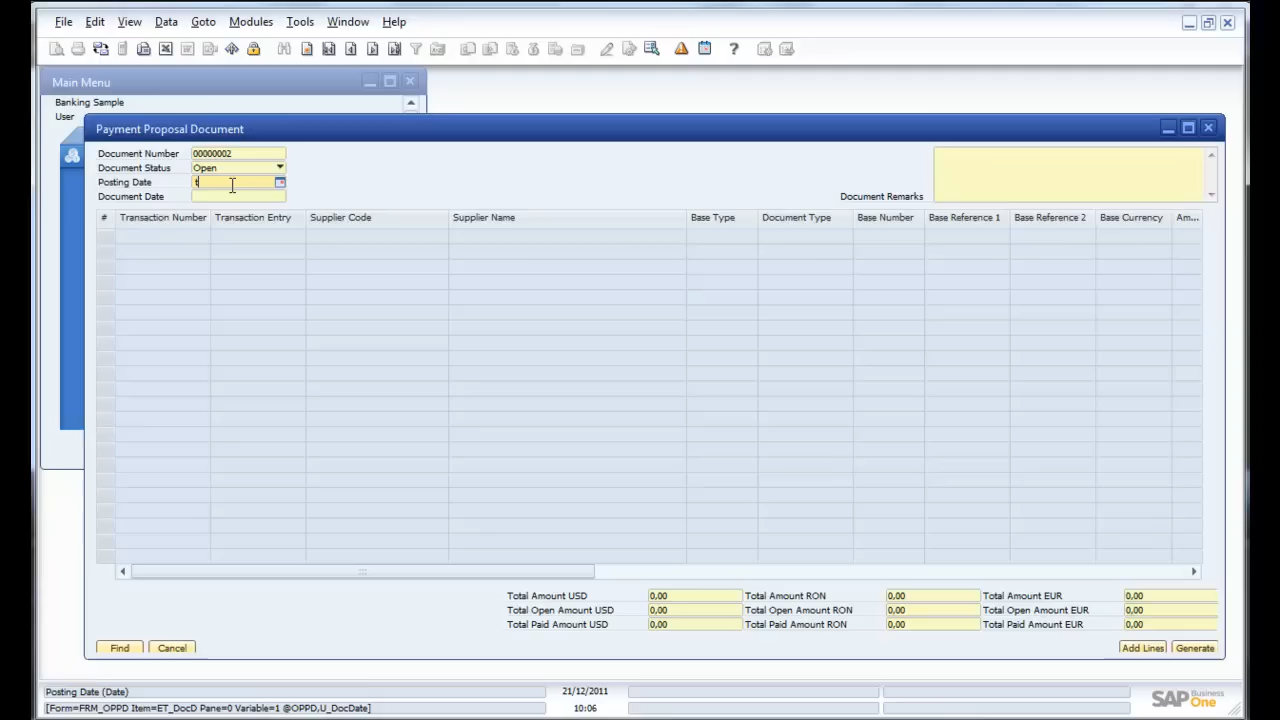 File Edit View Data Goto Modules Tools Window Help
Main Menu
Banking Sample
User
Payment Proposal Document
Document Number 00000002
Document Status Open
Posting Date t
Document Date
Document Remarks
# Transaction Number Transaction Entry Supplier Code Supplier Name Base Type Document Type Base Number Base Reference 1 Base Reference 2 Base Currency Am...
Total Amount USD 0,00 Total Amount RON 0,00 Total Amount EUR 0,00
Total Open Amount USD 0,00 Total Open Amount RON 0,00 Total Open Amount EUR 0,00
Total Paid Amount USD 0,00 Total Paid Amount RON 0,00 Total Paid Amount EUR 0,00
Find Cancel Add Lines Generate
Posting Date (Date) 21/12/2011
[Form=FRM_OPPD Item=ET_DocD Pane=0 Variable=1 @OPPD,U_DocDate] 10:06
SAP Business One